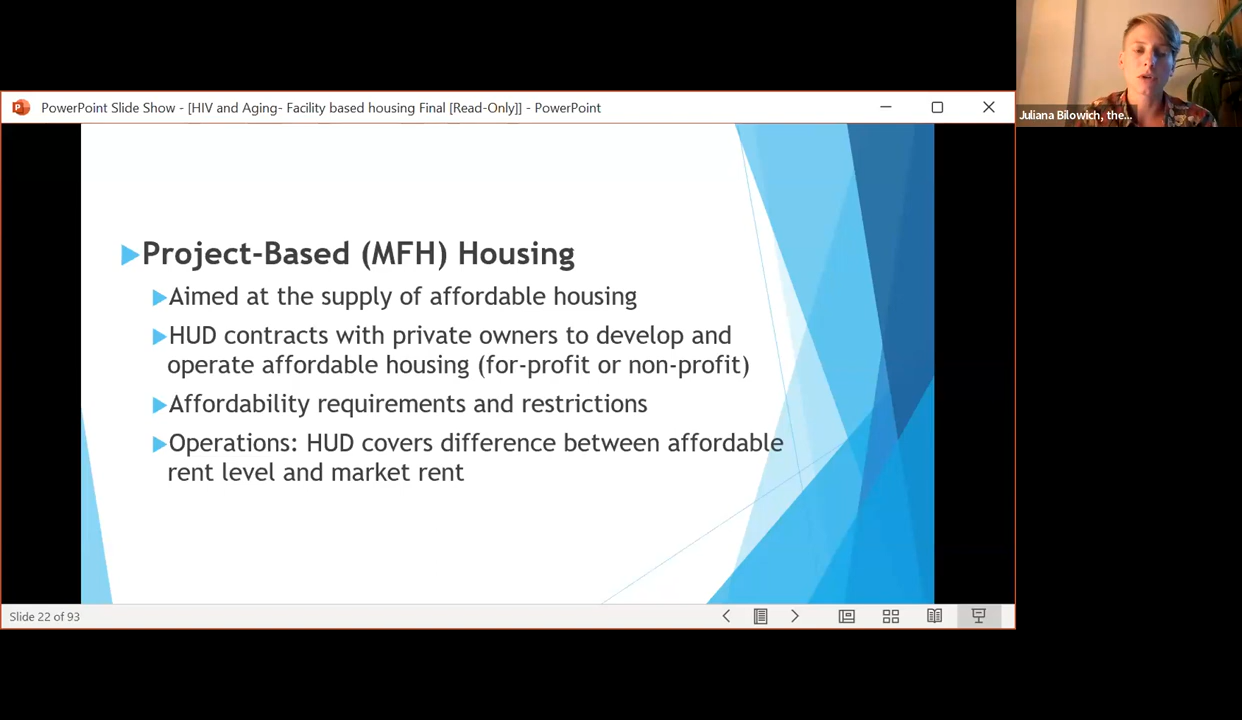 PowerPoint Slide Show - [HIV and Aging- Facility based housing Final [Read-Only]] - PowerPoint
Juliana Bilowich, the...
Project-Based (MFH) Housing
Aimed at the supply of affordable housing
HUD contracts with private owners to develop and
operate affordable housing (for-profit or non-profit)
Affordability requirements and restrictions
Operations: HUD covers difference between affordable
rent level and market rent
Slide 22 of 93